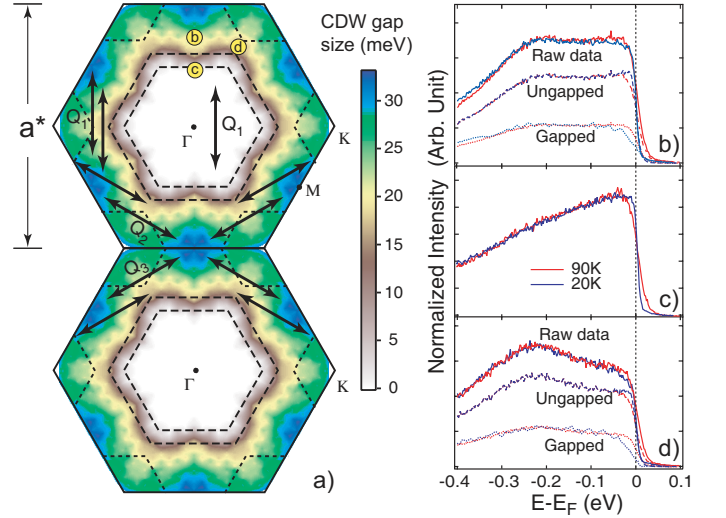 CDW gap
size (meV)
30
25
20
15
10
5
0
a*
b
d
c
Q1
Q1
Γ
K
M
Q2
Q3
Γ
K
a)
Normalized Intensity (Arb. Unit)
Raw data
Ungapped
Gapped
b)
90K
20K
c)
Raw data
Ungapped
Gapped
d)
-0.4 -0.3 -0.2 -0.1 0 0.1
E-EF (eV)